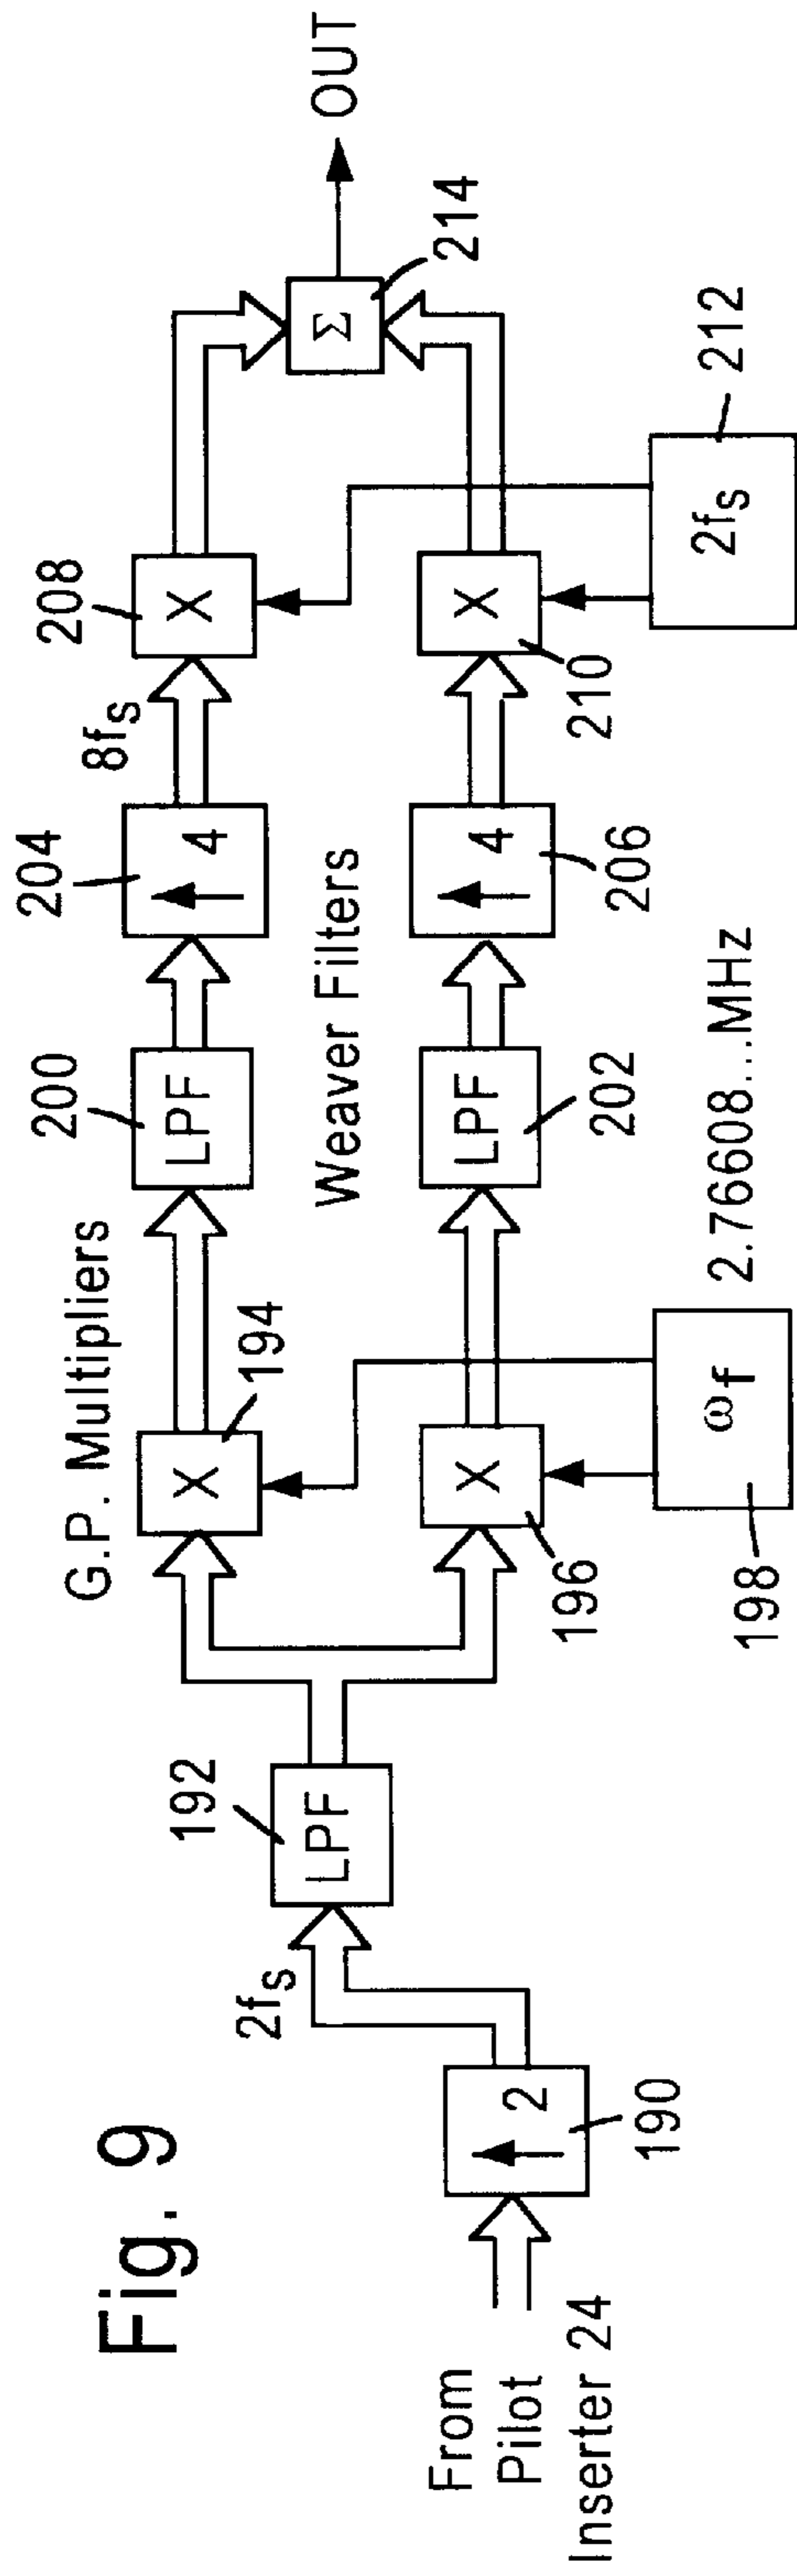 Fig. 9
From
Pilot
Inserter 24
2
190
2fs
LPF
192
G.P. Multipliers
X
194
X
196
ωf
198
2.76608....MHz
LPF
200
Weaver Filters
LPF
202
4
204
4
206
8fs
X
208
X
210
2fs
212
Σ
214
OUT